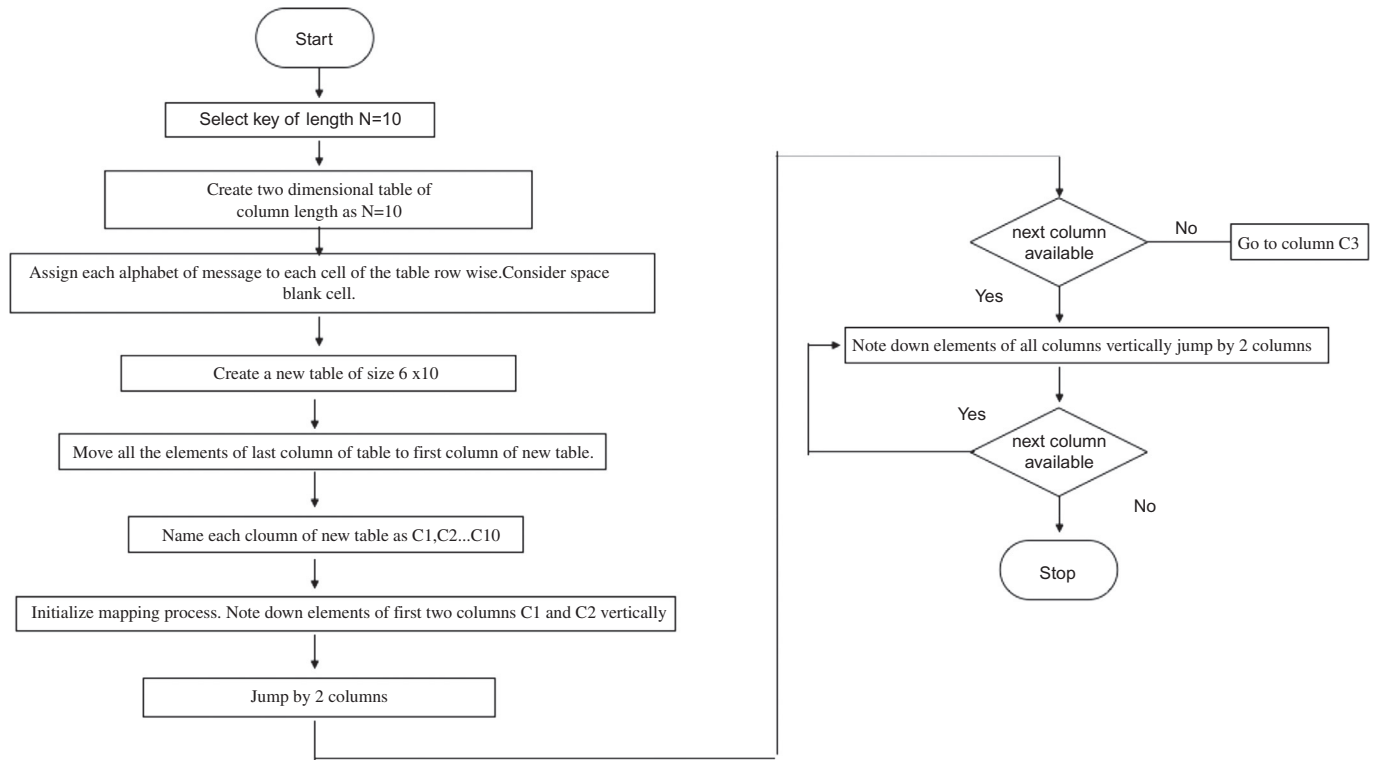 Start
Select key of length N=10
Create two dimensional table of
column length as N=10
Assign each alphabet of message to each cell of the table row wise.Consider space
blank cell.
Create a new table of size 6 x10
Move all the elements of last column of table to first column of new table.
Name each cloumn of new table as C1,C2...C10
Initialize mapping process. Note down elements of first two columns C1 and C2 vertically
Jump by 2 columns
next column
available
No
Go to column C3
Yes
Note down elements of all columns vertically jump by 2 columns
Yes
next column
available
No
Stop